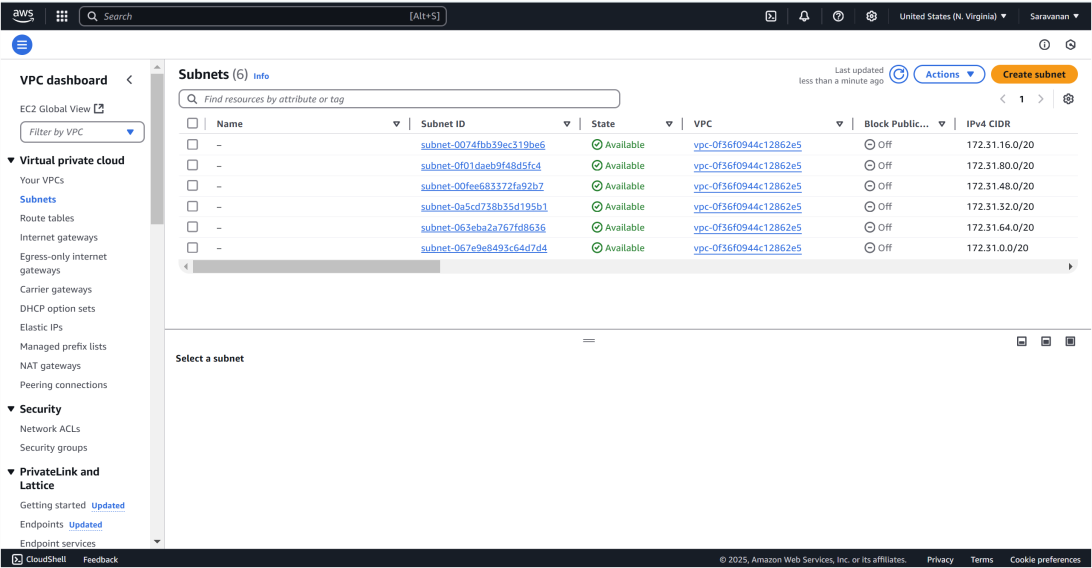 aws Search [Alt+S] United States (N. Virginia) Saravanan
VPC dashboard
EC2 Global View
Filter by VPC
Virtual private cloud
Your VPCs
Subnets
Route tables
Internet gateways
Egress-only internet
gateways
Carrier gateways
DHCP option sets
Elastic IPs
Managed prefix lists
NAT gateways
Peering connections
Security
Network ACLs
Security groups
PrivateLink and
Lattice
Getting started Updated
Endpoints Updated
Endpoint services
Subnets (6) Info
Last updated
less than a minute ago
Actions
Create subnet
Find resources by attribute or tag
1
Name Subnet ID State VPC Block Public... IPv4 CIDR
– subnet-0074fbb39ec319be6 Available vpc-0f36f0944c12862e5 Off 172.31.16.0/20
– subnet-0f01daeb9f48d5fc4 Available vpc-0f36f0944c12862e5 Off 172.31.80.0/20
– subnet-00fee683372fa92b7 Available vpc-0f36f0944c12862e5 Off 172.31.48.0/20
– subnet-0a5cd738b35d195b1 Available vpc-0f36f0944c12862e5 Off 172.31.32.0/20
– subnet-063eba2a767fd8636 Available vpc-0f36f0944c12862e5 Off 172.31.64.0/20
– subnet-067e9e8493c64d7d4 Available vpc-0f36f0944c12862e5 Off 172.31.0.0/20
Select a subnet
CloudShell Feedback © 2025, Amazon Web Services, Inc. or its affiliates. Privacy Terms Cookie preferences